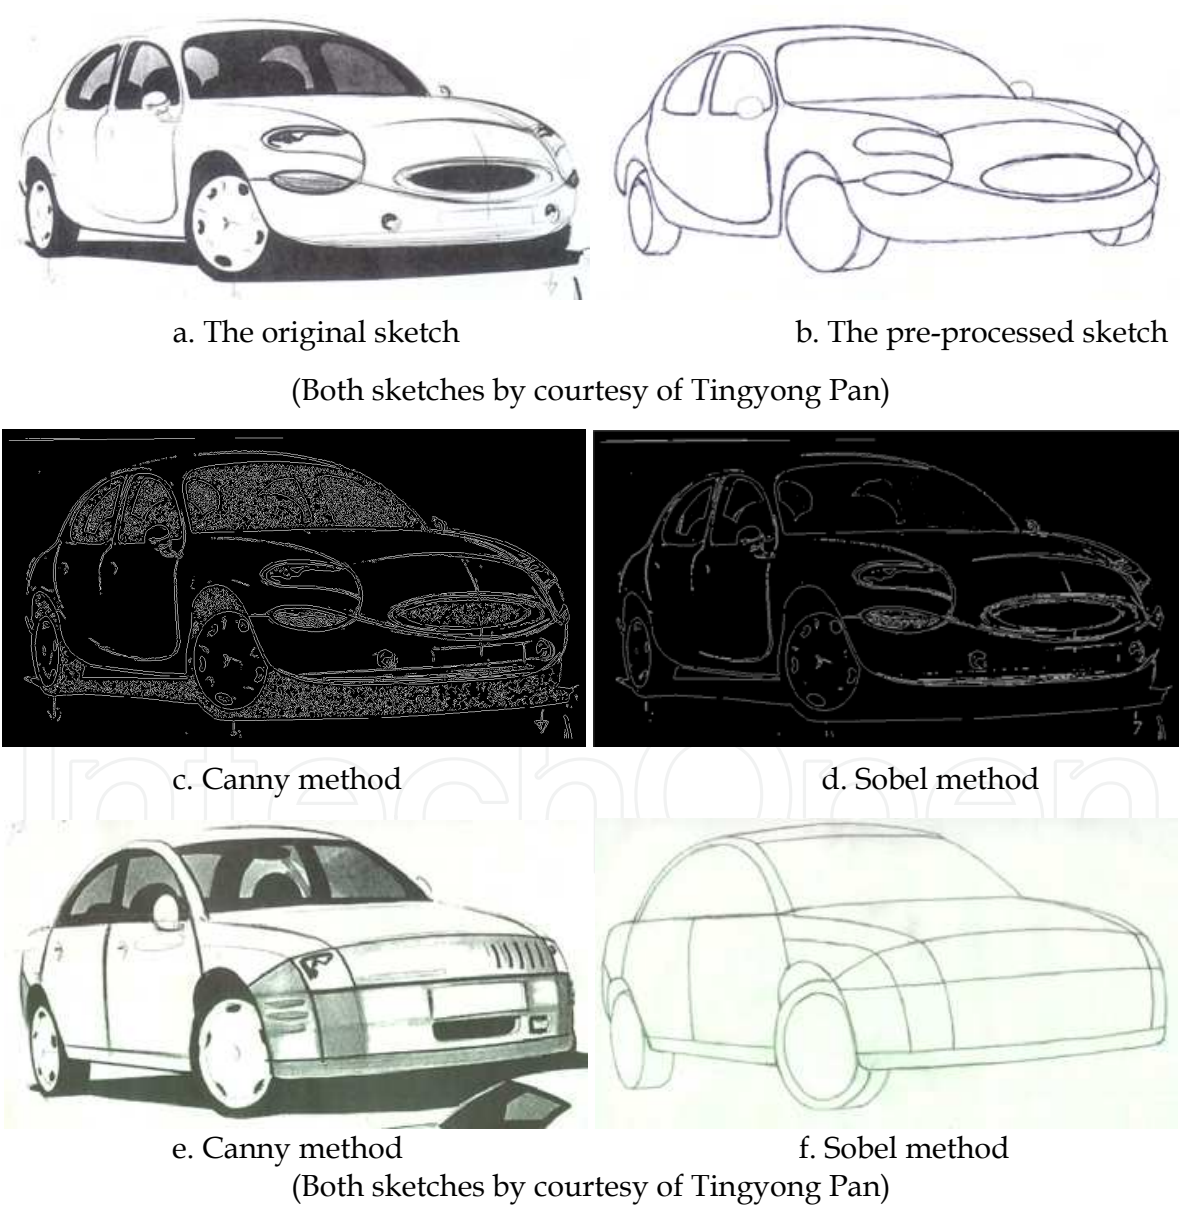 a. The original sketch
b. The pre-processed sketch
(Both sketches by courtesy of Tingyong Pan)
c. Canny method
d. Sobel method
IntechOpen
e. Canny method
f. Sobel method
(Both sketches by courtesy of Tingyong Pan)